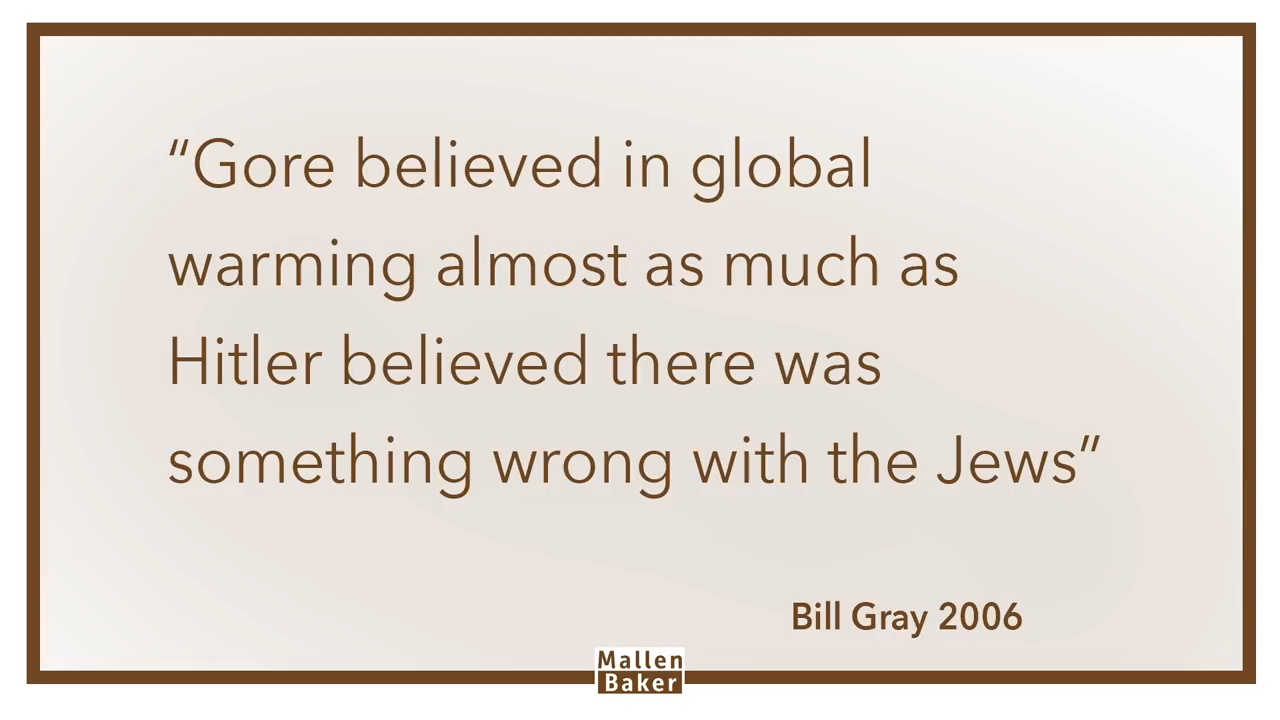 “Gore believed in global
warming almost as much as
Hitler believed there was
something wrong with the Jews”
Bill Gray 2006
Mallen
Baker